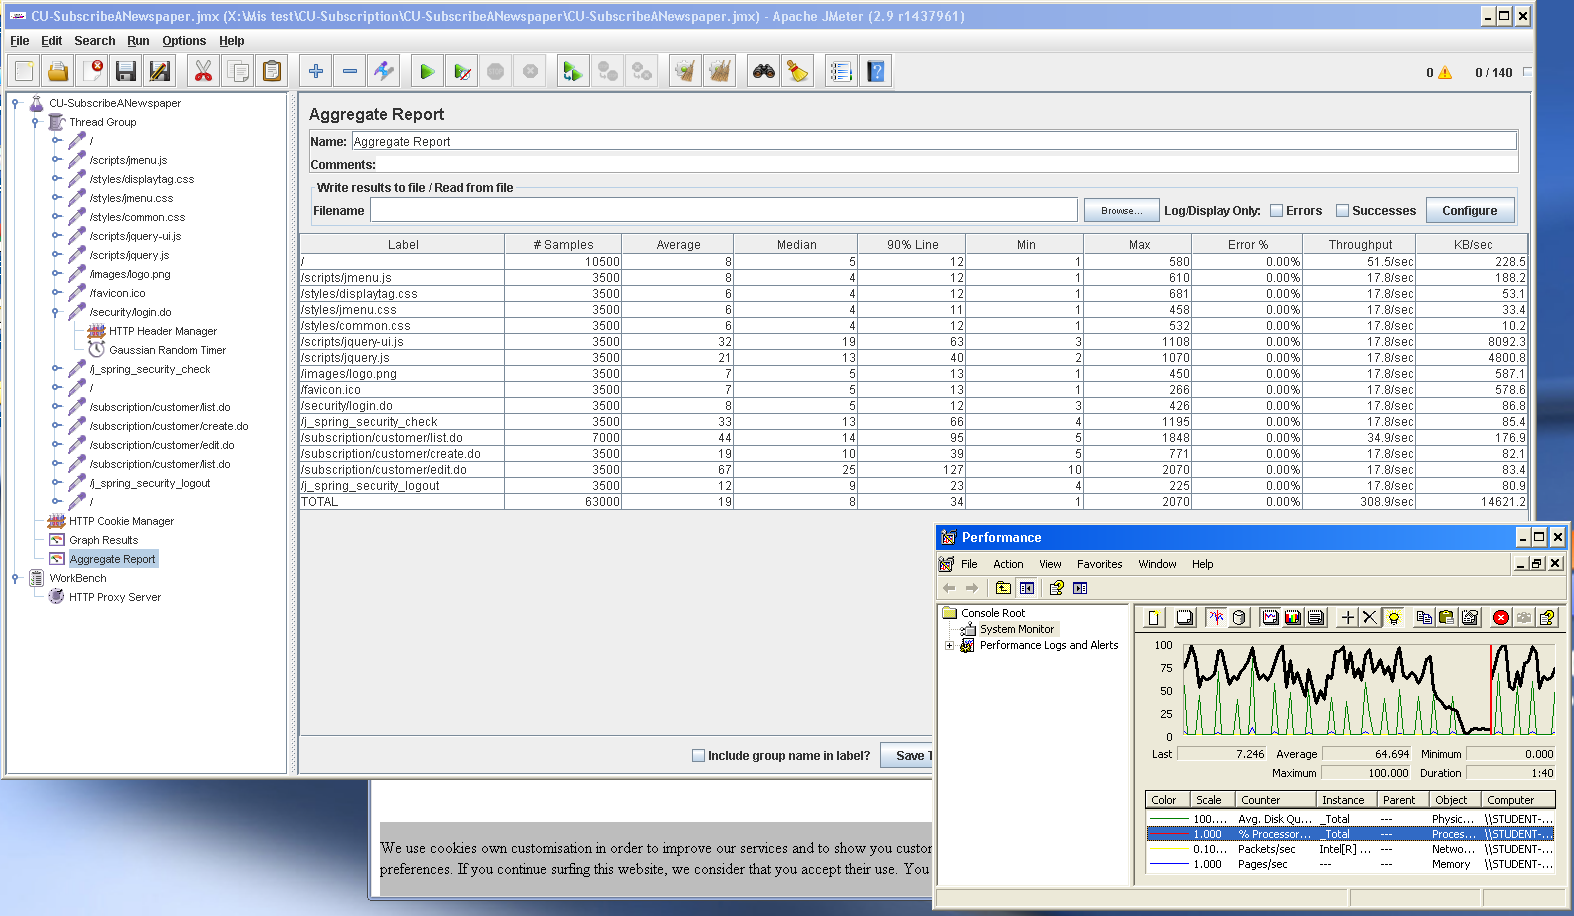 CU-SubscribeANewspaper.jmx (X:\Mis test\CU-Subscription\CU-SubscribeANewspaper\CU-SubscribeANewspaper.jmx) - Apache JMeter (2.9 r1437961)
File Edit Search Run Options Help
0 0 / 140
CU-SubscribeANewspaper
Thread Group
/
/scripts/jmenu.js
/styles/displaytag.css
/styles/jmenu.css
/styles/common.css
/scripts/jquery-ui.js
/scripts/jquery.js
/images/logo.png
/favicon.ico
/security/login.do
HTTP Header Manager
Gaussian Random Timer
/j_spring_security_check
/
/subscription/customer/list.do
/subscription/customer/create.do
/subscription/customer/edit.do
/subscription/customer/list.do
/j_spring_security_logout
/
HTTP Cookie Manager
Graph Results
Aggregate Report
WorkBench
HTTP Proxy Server
Aggregate Report
Name: Aggregate Report
Comments:
Write results to file / Read from file
Filename Browse... Log/Display Only: Errors Successes Configure
Label # Samples Average Median 90% Line Min Max Error % Throughput KB/sec
/ 10500 8 5 12 1 580 0.00% 51.5/sec 228.5
/scripts/jmenu.js 3500 8 4 12 1 610 0.00% 17.8/sec 188.2
/styles/displaytag.css 3500 6 4 12 1 681 0.00% 17.8/sec 53.1
/styles/jmenu.css 3500 6 4 11 1 458 0.00% 17.8/sec 33.4
/styles/common.css 3500 6 4 12 1 532 0.00% 17.8/sec 10.2
/scripts/jquery-ui.js 3500 32 19 63 3 1108 0.00% 17.8/sec 8092.3
/scripts/jquery.js 3500 21 13 40 2 1070 0.00% 17.8/sec 4800.8
/images/logo.png 3500 7 5 13 1 450 0.00% 17.8/sec 587.1
/favicon.ico 3500 7 5 13 1 266 0.00% 17.8/sec 578.6
/security/login.do 3500 8 5 12 3 426 0.00% 17.8/sec 86.8
/j_spring_security_check 3500 33 13 66 4 1195 0.00% 17.8/sec 85.4
/subscription/customer/list.do 7000 44 14 95 5 1848 0.00% 34.9/sec 176.9
/subscription/customer/create.do 3500 19 10 39 5 771 0.00% 17.8/sec 82.1
/subscription/customer/edit.do 3500 67 25 127 10 2070 0.00% 17.8/sec 83.4
/j_spring_security_logout 3500 12 9 23 4 225 0.00% 17.8/sec 80.9
TOTAL 63000 19 8 34 1 2070 0.00% 308.9/sec 14621.2
Include group name in label? Save T
Performance
File Action View Favorites Window Help
Console Root
System Monitor
Performance Logs and Alerts
100
75
50
25
0
Last 7.246 Average 64.694 Minimum 0.000
Maximum 100.000 Duration 1:40
Color Scale Counter Instance Parent Object Computer
100.... Avg. Disk Qu... _Total --- Physic... \\STUDENT-...
1.000 % Processor... _Total --- Proces... \\STUDENT-...
0.10... Packets/sec Intel[R] ... --- Netwo... \\STUDENT-...
1.000 Pages/sec --- --- Memory \\STUDENT-...
We use cookies own customisation in order to improve our services and to show you custom
preferences. If you continue surfing this website, we consider that you accept their use. You